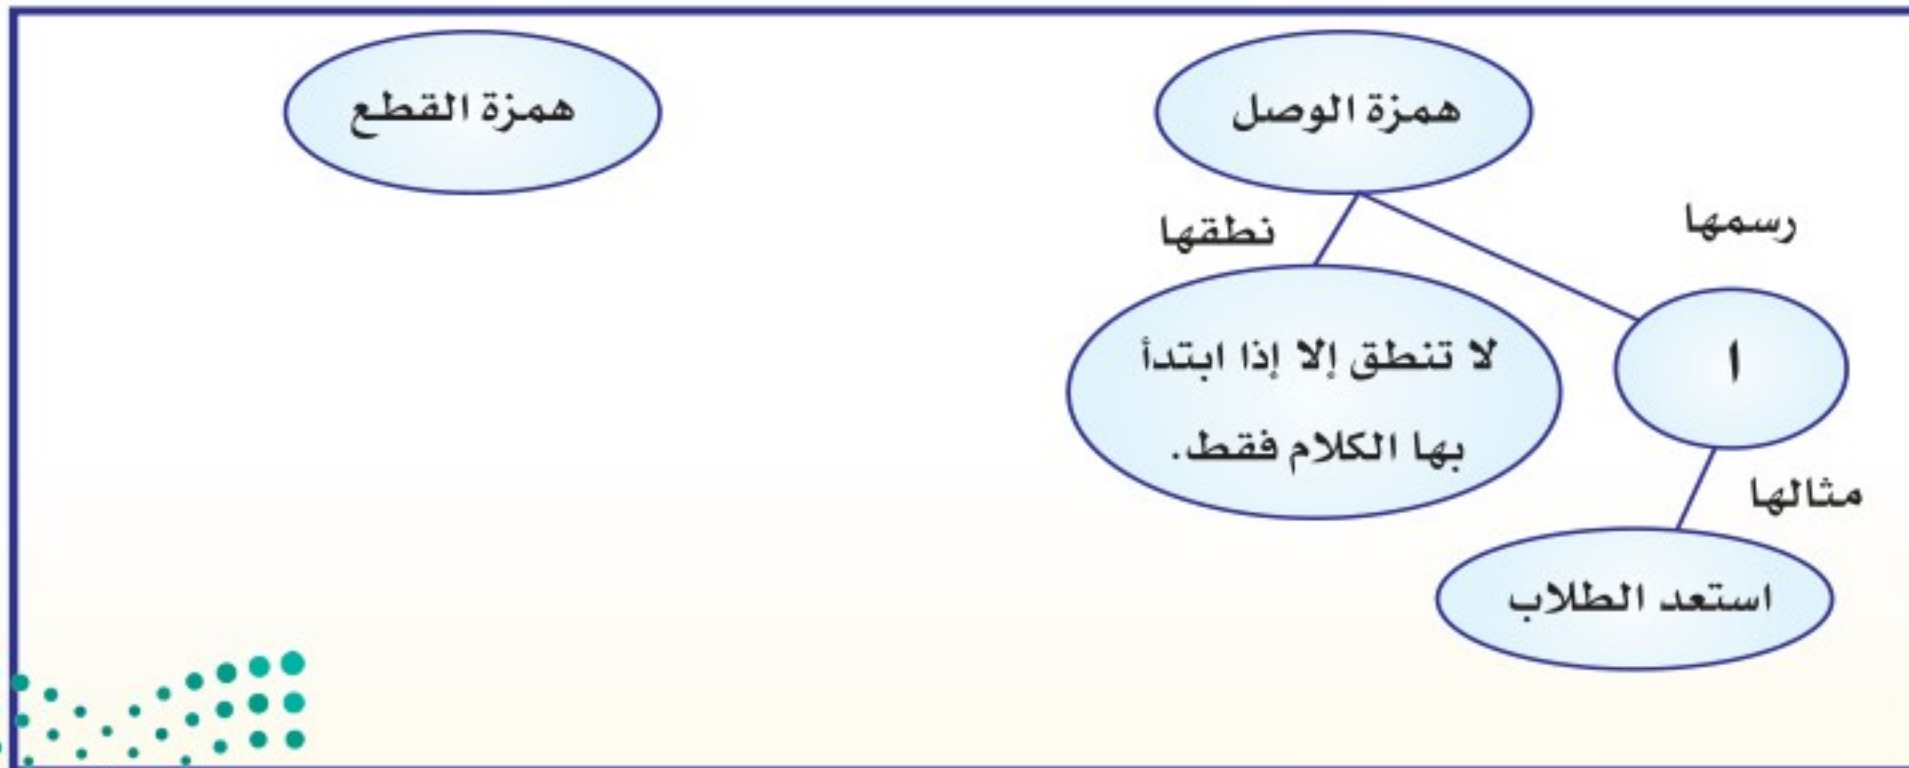 همزة الوصل
همزة القطع
رسمها
نطقها
ا
لا تنطق إلا إذا ابتدأ
بها الكلام فقط.
مثالها
استعد الطلاب